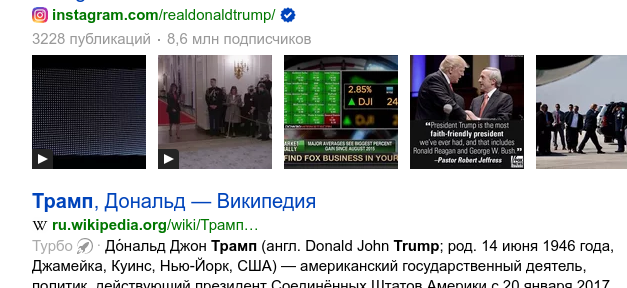 instagram.com/realdonaldtrump/
3228 публикаций · 8,6 млн подписчиков
2.85%
▲ DJI 24
▲ DJI
MAJOR AVERAGES SEE BIGGEST PERCENT
GAIN SINCE AUGUST 2015
FIND FOX BUSINESS IN YOUR
"President Trump is the most
faith-friendly president
we've ever had, and that includes
Ronald Reagan and George W. Bush."
–Pastor Robert Jeffress
Трамп, Дональд — Википедия
W ru.wikipedia.org/wiki/Трамп…
Турбо · До́нальд Джон Трамп (англ. Donald John Trump; род. 14 июня 1946 года,
Джамейка, Куинс, Нью-Йорк, США) — американский государственный деятель,
политик, действующий президент Соединённых Штатов Америки с 20 января 2017